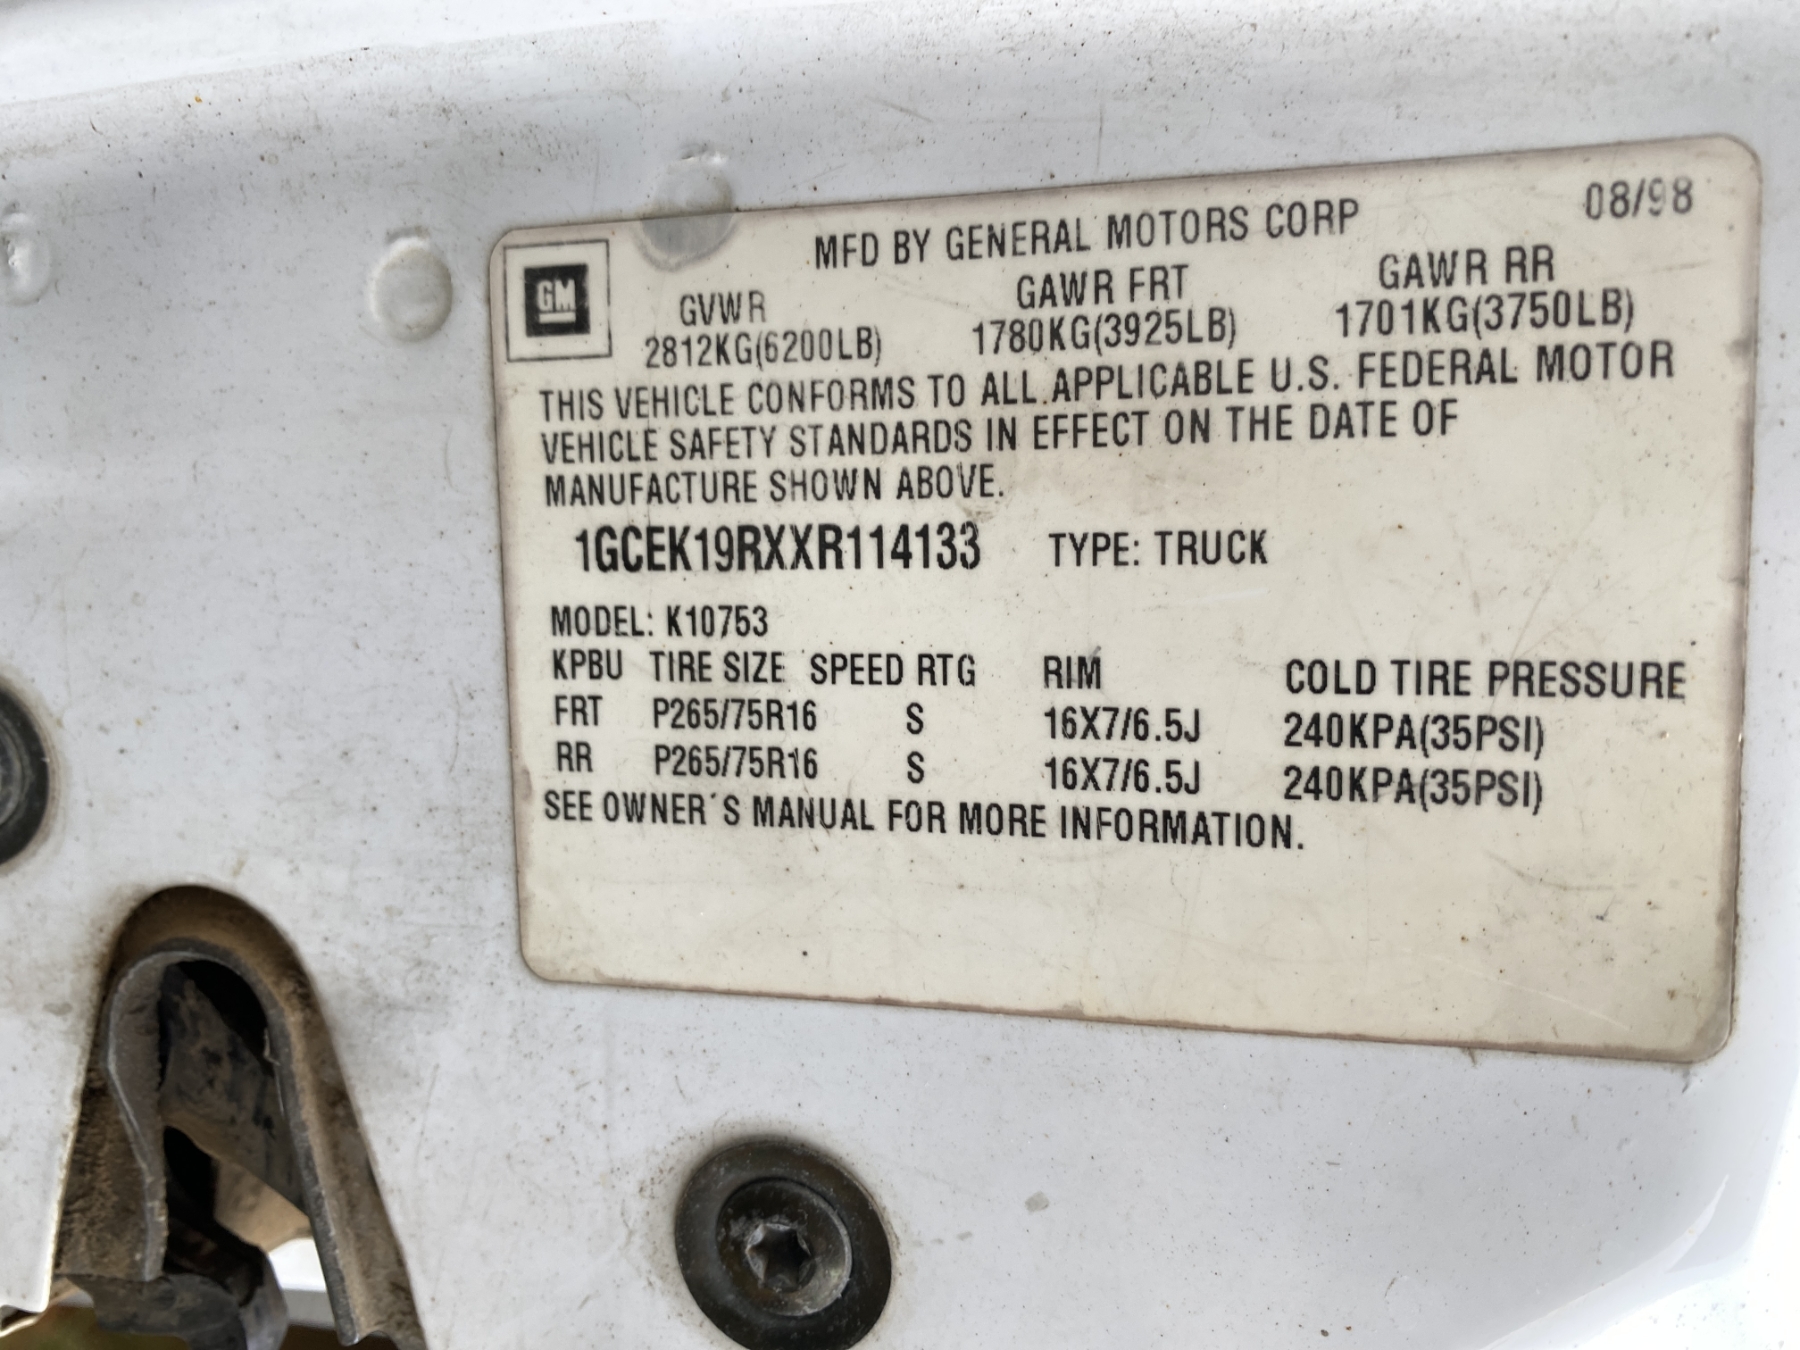 08/98
MFD BY GENERAL MOTORS CORP
GM
GVWR GAWR FRT GAWR RR
2812KG(6200LB) 1780KG(3925LB) 1701KG(3750LB)
THIS VEHICLE CONFORMS TO ALL APPLICABLE U.S. FEDERAL MOTOR
VEHICLE SAFETY STANDARDS IN EFFECT ON THE DATE OF
MANUFACTURE SHOWN ABOVE.
1GCEK19RXXR114133 TYPE: TRUCK
MODEL: K10753
KPBU TIRE SIZE SPEED RTG RIM COLD TIRE PRESSURE
FRT P265/75R16 S 16X7/6.5J 240KPA(35PSI)
RR P265/75R16 S 16X7/6.5J 240KPA(35PSI)
SEE OWNER'S MANUAL FOR MORE INFORMATION.